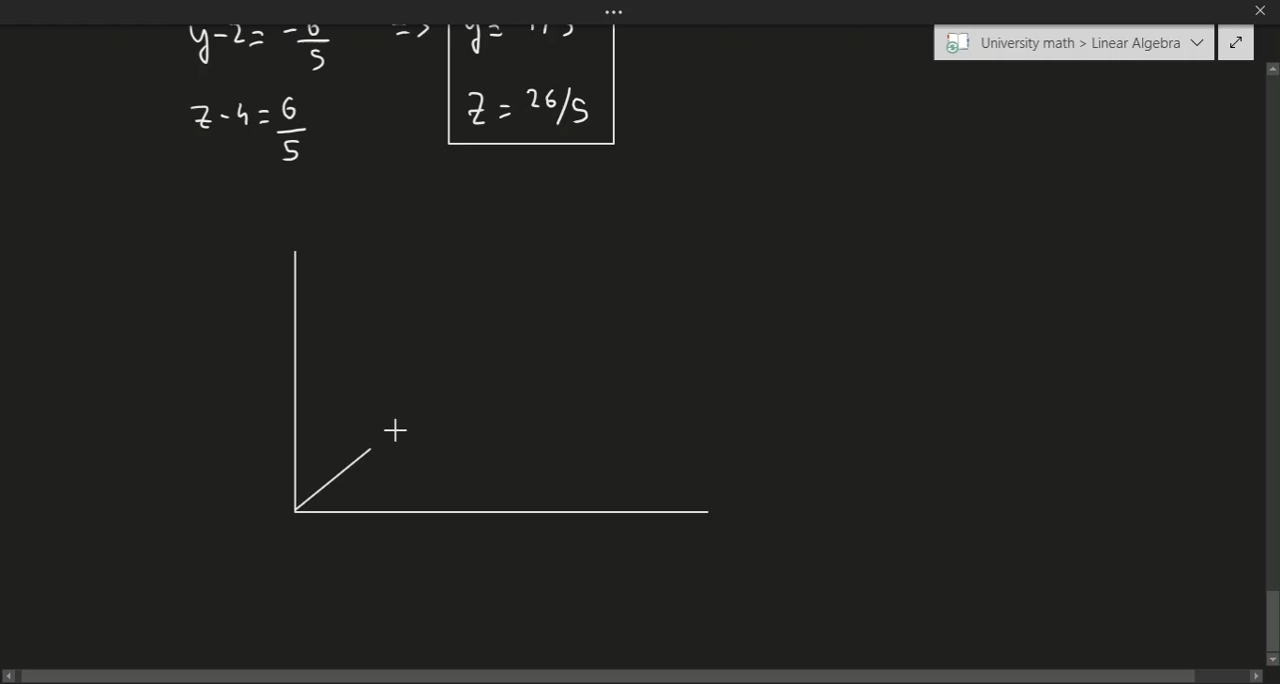 University math > Linear Algebra
y-2= -6/5 => y=
z-4=6/5
z = 26/5